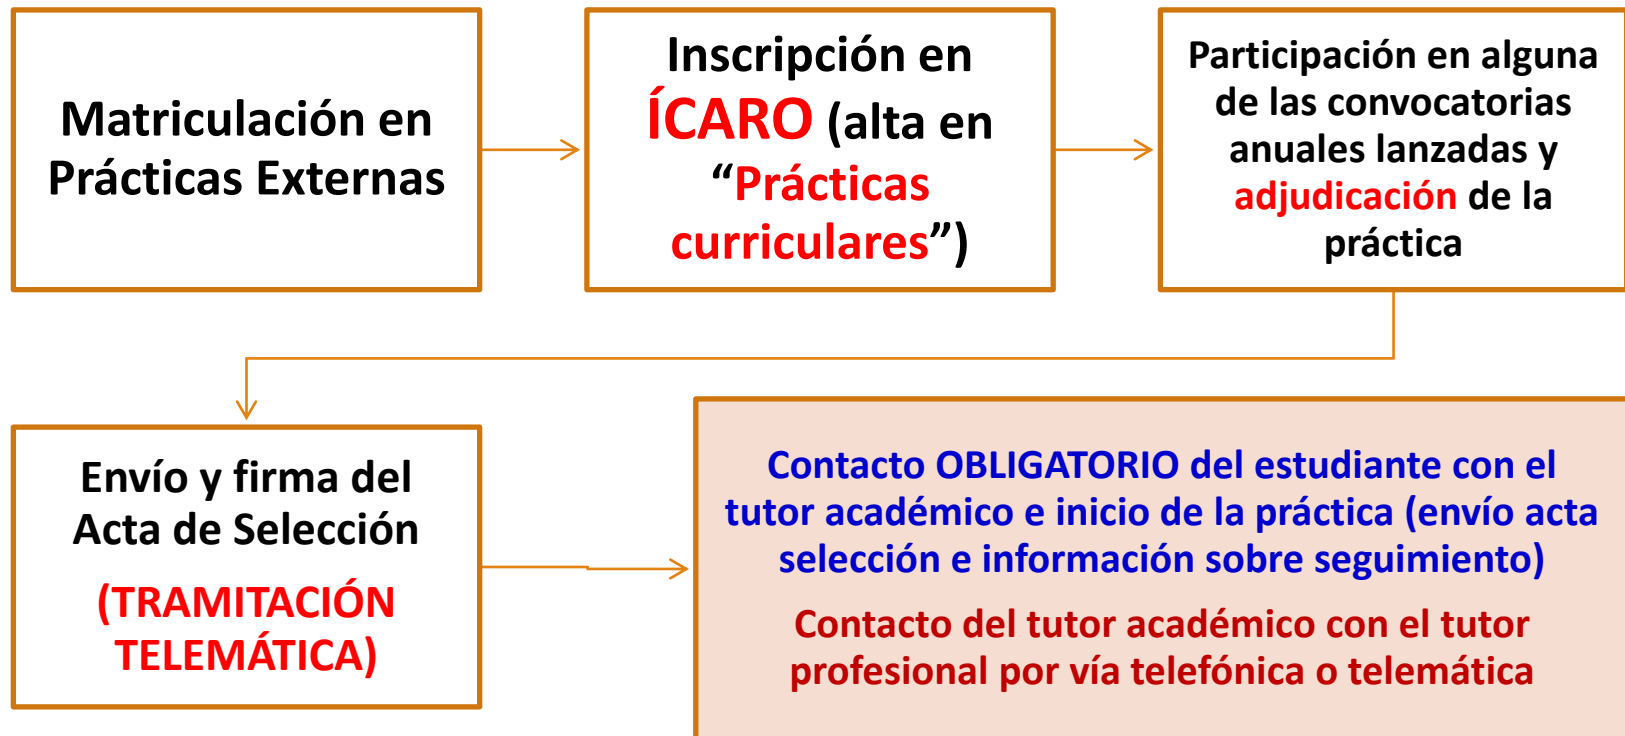 Matriculación en
Prácticas Externas
Inscripción en
ÍCARO (alta en
“Prácticas
curriculares”)
Participación en alguna
de las convocatorias
anuales lanzadas y
adjudicación de la
práctica
Envío y firma del
Acta de Selección
(TRAMITACIÓN
TELEMÁTICA)
Contacto OBLIGATORIO del estudiante con el
tutor académico e inicio de la práctica (envío acta
selección e información sobre seguimiento)
Contacto del tutor académico con el tutor
profesional por vía telefónica o telemática